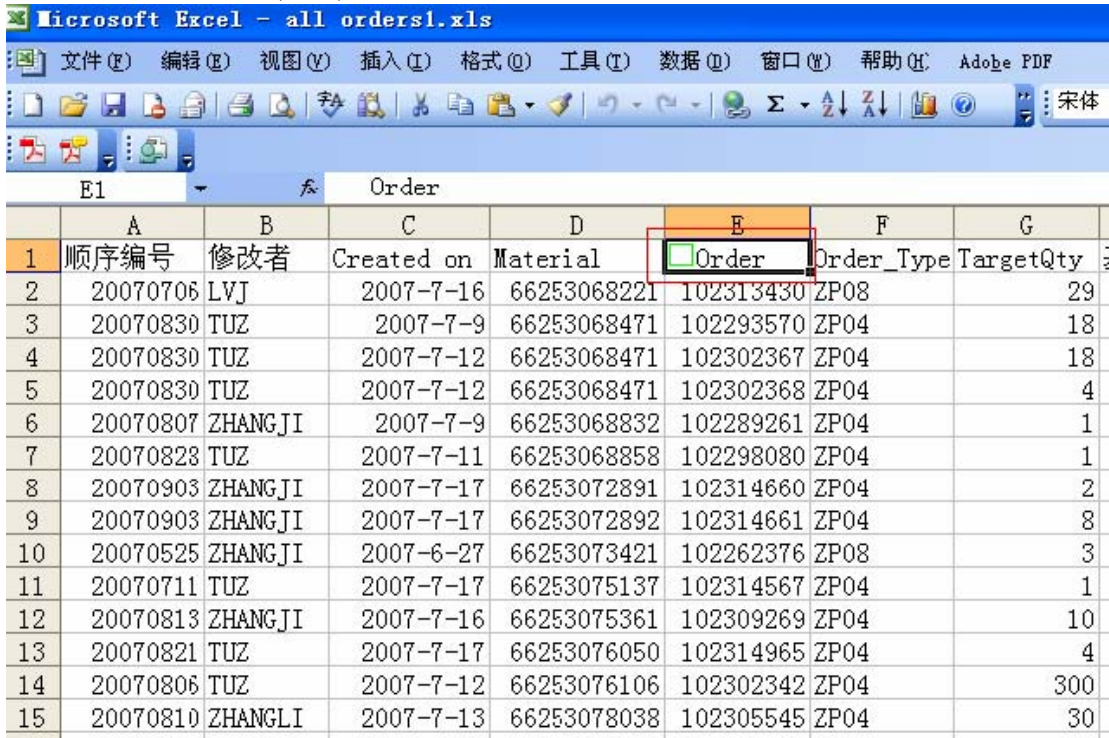 Microsoft Excel - all orders1.xls
文件(F) 编辑(E) 视图(V) 插入(I) 格式(O) 工具(T) 数据(D) 窗口(W) 帮助(H) Adobe PDF
宋体
E1 fx Order
A B C D E F G
1 顺序编号 修改者 Created on Material Order Order_Type TargetQty
2 20070706 LVJ 2007-7-16 66253068221 102313430 ZP08 29
3 20070830 TUZ 2007-7-9 66253068471 102293570 ZP04 18
4 20070830 TUZ 2007-7-12 66253068471 102302367 ZP04 18
5 20070830 TUZ 2007-7-12 66253068471 102302368 ZP04 4
6 20070807 ZHANGJI 2007-7-9 66253068832 102289261 ZP04 1
7 20070823 TUZ 2007-7-11 66253068858 102298080 ZP04 1
8 20070903 ZHANGJI 2007-7-17 66253072891 102314660 ZP04 2
9 20070903 ZHANGJI 2007-7-17 66253072892 102314661 ZP04 8
10 20070525 ZHANGJI 2007-6-27 66253073421 102262376 ZP08 3
11 20070711 TUZ 2007-7-17 66253075137 102314567 ZP04 1
12 20070813 ZHANGJI 2007-7-16 66253075361 102309269 ZP04 10
13 20070821 TUZ 2007-7-17 66253076050 102314965 ZP04 4
14 20070806 TUZ 2007-7-12 66253076106 102302342 ZP04 300
15 20070810 ZHANGLI 2007-7-13 66253078038 102305545 ZP04 30